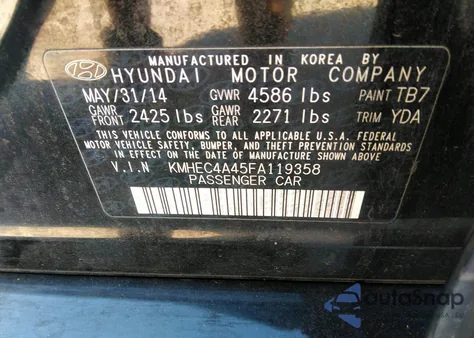 MANUFACTURED IN KOREA BY
HYUNDAI MOTOR COMPANY
MAY/31/14 GVWR 4586 lbs PAINT TB7
GAWR FRONT 2425 lbs GAWR REAR 2271 lbs TRIM YDA
THIS VEHICLE CONFORMS TO ALL APPLICABLE U.S.A. FEDERAL
MOTOR VEHICLE SAFETY, BUMPER, AND THEFT PREVENTION STANDARDS
IN EFFECT ON THE DATE OF MANUFACTURE SHOWN ABOVE.
V.I.N KMHEC4A45FA119358
PASSENGER CAR
autoSnap